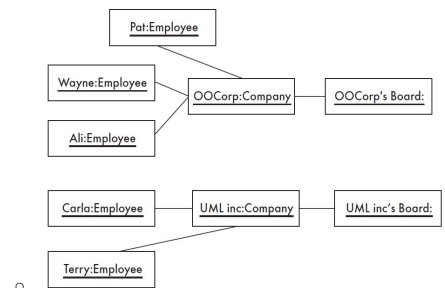 Pat:Employee
Wayne:Employee
OOCorp:Company
OOCorp's Board:
Ali:Employee
Carla:Employee
UML inc:Company
UML inc’s Board:
Terry:Employee